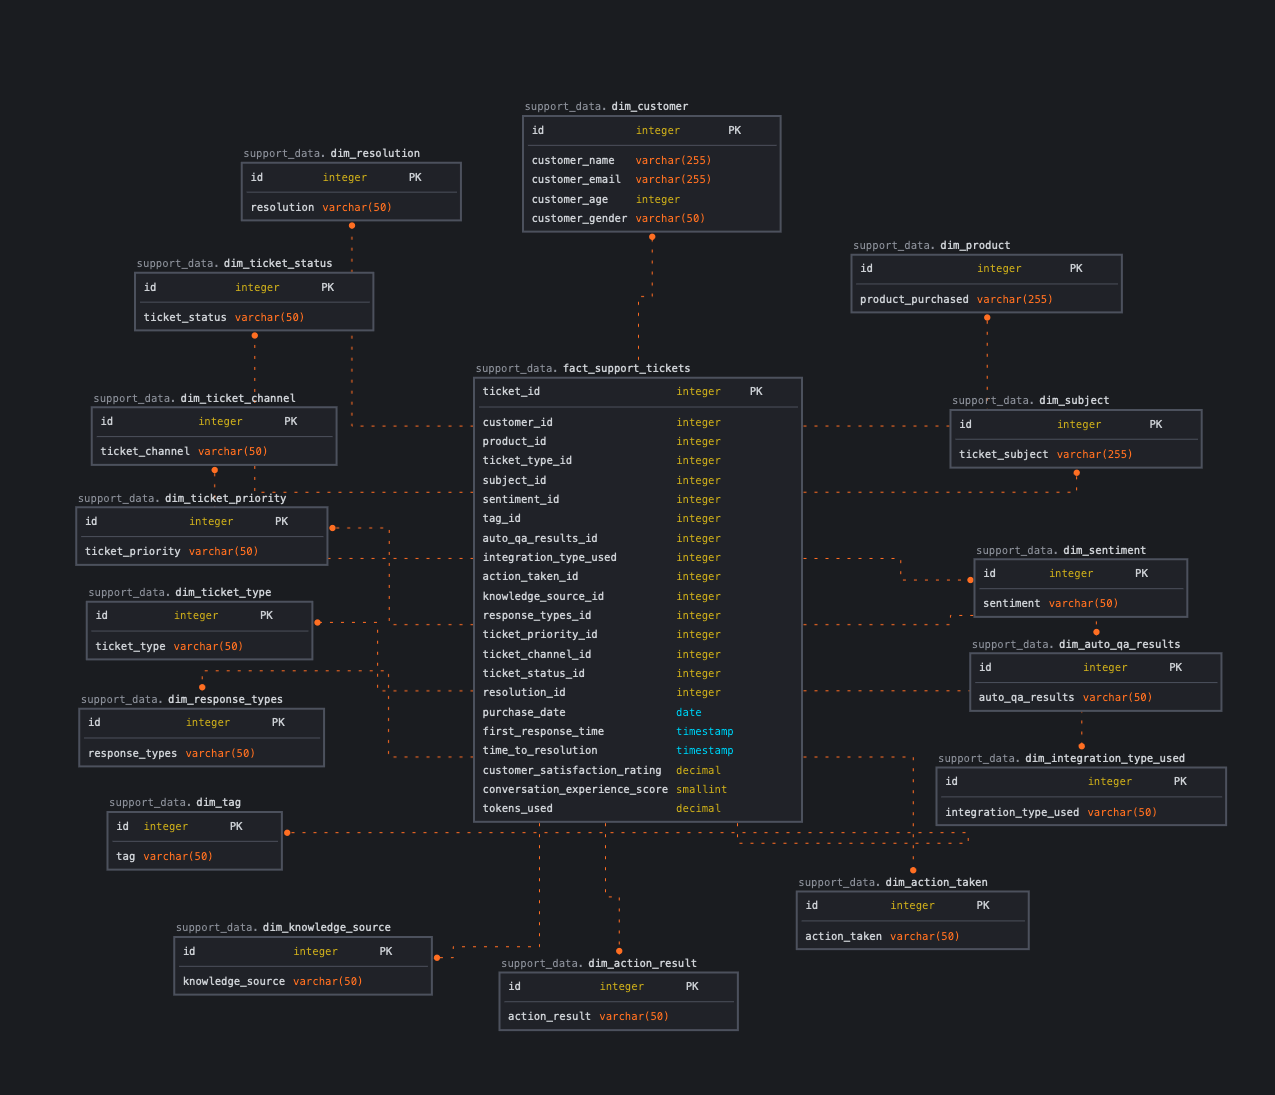 support_data. dim_customer
id integer PK
customer_name varchar(255)
customer_email varchar(255)
customer_age integer
customer_gender varchar(50)
support_data. dim_resolution
id integer PK
resolution varchar(50)
support_data. dim_product
id integer PK
product_purchased varchar(255)
support_data. dim_ticket_status
id integer PK
ticket_status varchar(50)
support_data. fact_support_tickets
ticket_id integer PK
customer_id integer
product_id integer
ticket_type_id integer
subject_id integer
sentiment_id integer
tag_id integer
auto_qa_results_id integer
integration_type_used integer
action_taken_id integer
knowledge_source_id integer
response_types_id integer
ticket_priority_id integer
ticket_channel_id integer
ticket_status_id integer
resolution_id integer
purchase_date date
first_response_time timestamp
time_to_resolution timestamp
customer_satisfaction_rating decimal
conversation_experience_score smallint
tokens_used decimal
support_data. dim_ticket_channel
id integer PK
ticket_channel varchar(50)
support_data. dim_subject
id integer PK
ticket_subject varchar(255)
support_data. dim_ticket_priority
id integer PK
ticket_priority varchar(50)
support_data. dim_sentiment
id integer PK
sentiment varchar(50)
support_data. dim_ticket_type
id integer PK
ticket_type varchar(50)
support_data. dim_auto_qa_results
id integer PK
auto_qa_results varchar(50)
support_data. dim_response_types
id integer PK
response_types varchar(50)
support_data. dim_integration_type_used
id integer PK
integration_type_used varchar(50)
support_data. dim_tag
id integer PK
tag varchar(50)
support_data. dim_action_taken
id integer PK
action_taken varchar(50)
support_data. dim_knowledge_source
id integer PK
knowledge_source varchar(50)
support_data. dim_action_result
id integer PK
action_result varchar(50)